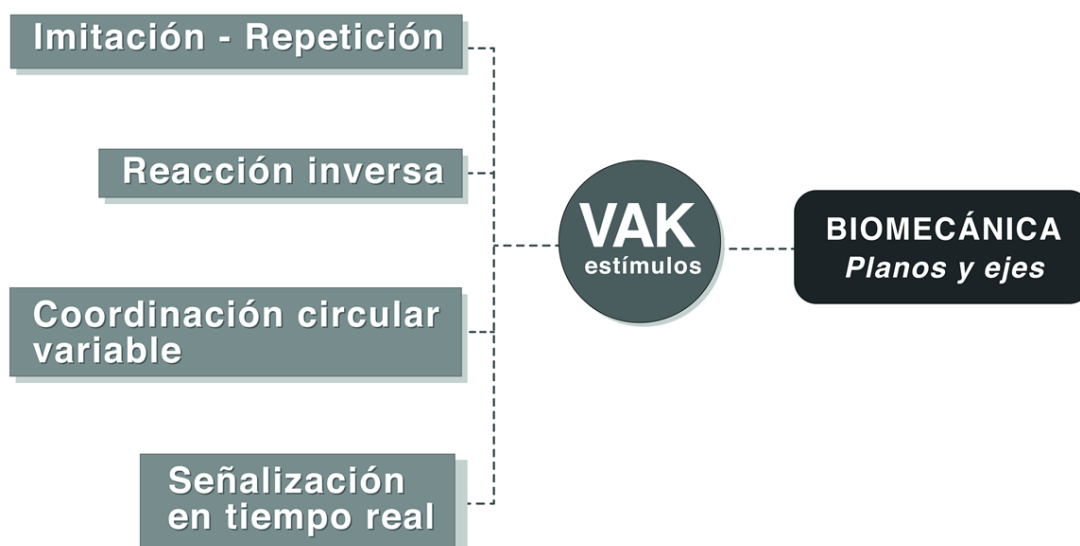 Imitación - Repetición
Reacción inversa
Coordinación circular
variable
Señalización
en tiempo real
VAK
estímulos
BIOMECÁNICA
Planos y ejes